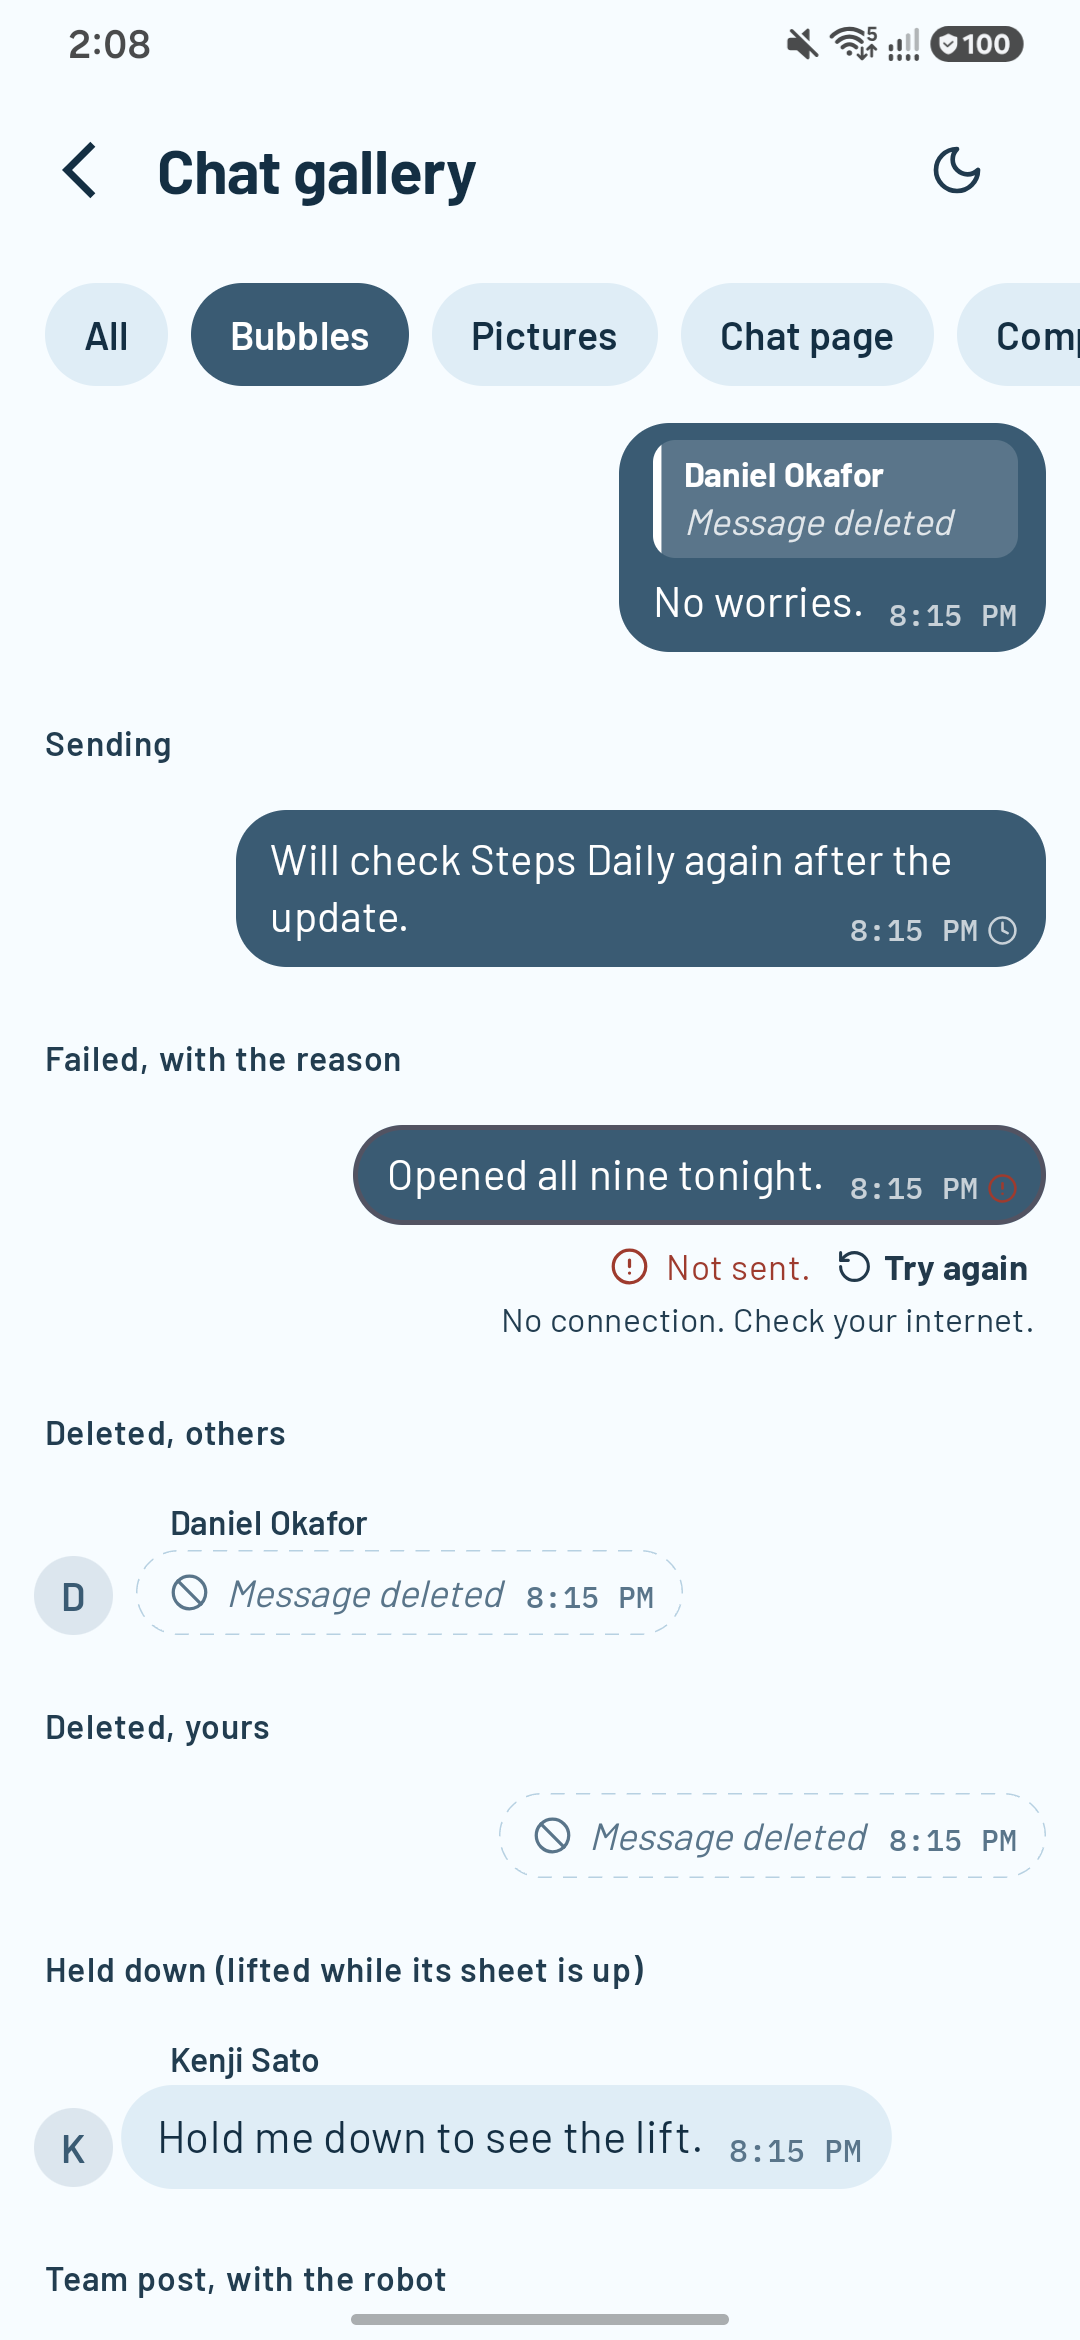 2:08
5
100
Chat gallery
All
Bubbles
Pictures
Chat page
Daniel Okafor
Message deleted
No worries. 8:15 PM
Sending
Will check Steps Daily again after the
update. 8:15 PM
Failed, with the reason
Opened all nine tonight. 8:15 PM
Not sent. Try again
No connection. Check your internet.
Deleted, others
Daniel Okafor
D
Message deleted 8:15 PM
Deleted, yours
Message deleted 8:15 PM
Held down (lifted while its sheet is up)
Kenji Sato
K
Hold me down to see the lift. 8:15 PM
Team post, with the robot